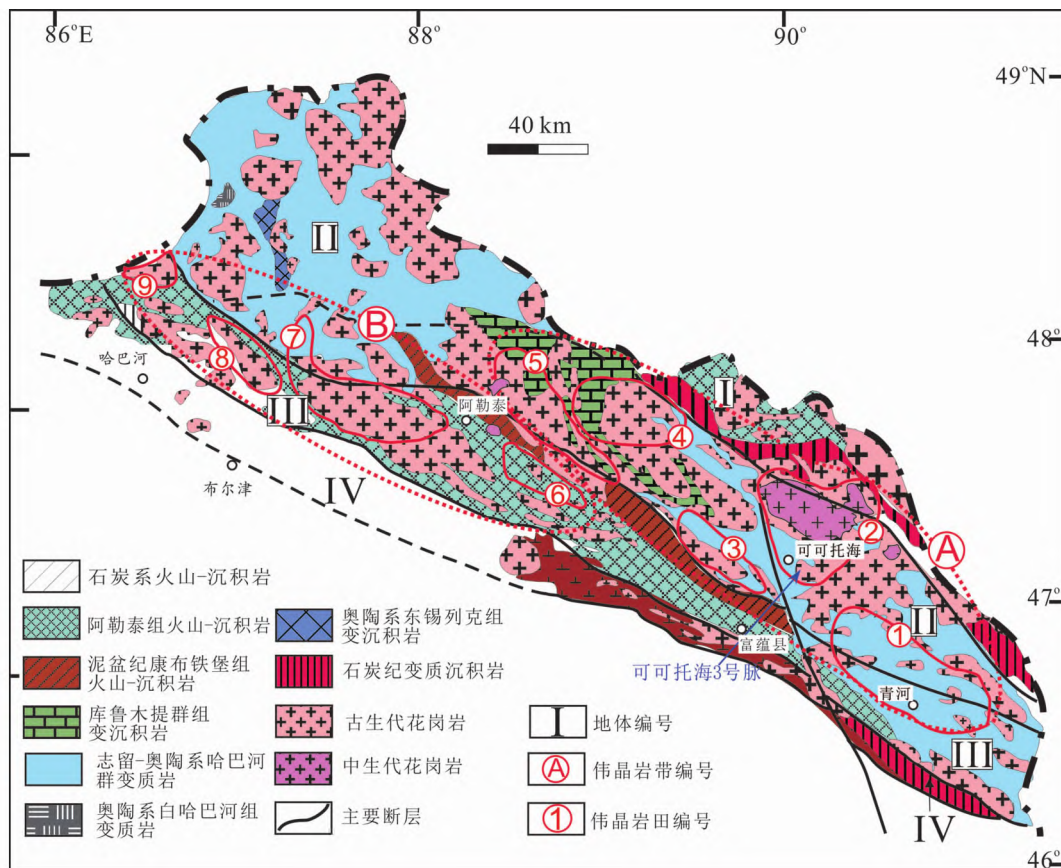 86°E
88°
90°
49°N
40 km
II
⑨
B
48°
⑦
⑤
I
II
哈巴河
⑧
阿勒泰
④
III
布尔津
IV
⑥
②
A
③
可可托海
①
II
47°
富蕴县
可可托海3号脉
青河
III
IV
46°
石炭系火山-沉积岩
阿勒泰组火山-沉积岩
泥盆纪康布铁堡组
火山-沉积岩
库鲁木提群组
变沉积岩
志留-奥陶系哈巴河
群变质岩
奥陶系白哈巴河组
变质岩
奥陶系东锡列克组
变沉积岩
石炭纪变质沉积岩
古生代花岗岩
中生代花岗岩
主要断层
I
地体编号
A
伟晶岩带编号
①
伟晶岩田编号